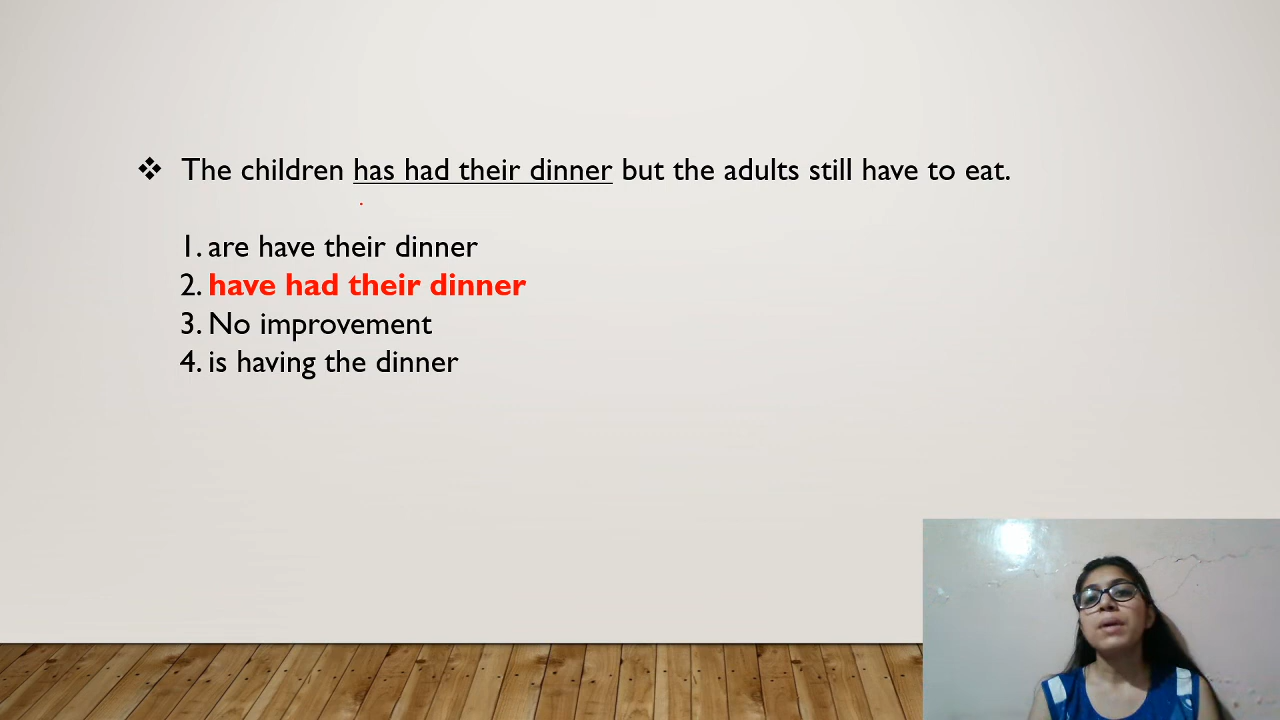 ❖ The children has had their dinner but the adults still have to eat.
1. are have their dinner
2. have had their dinner
3. No improvement
4. is having the dinner